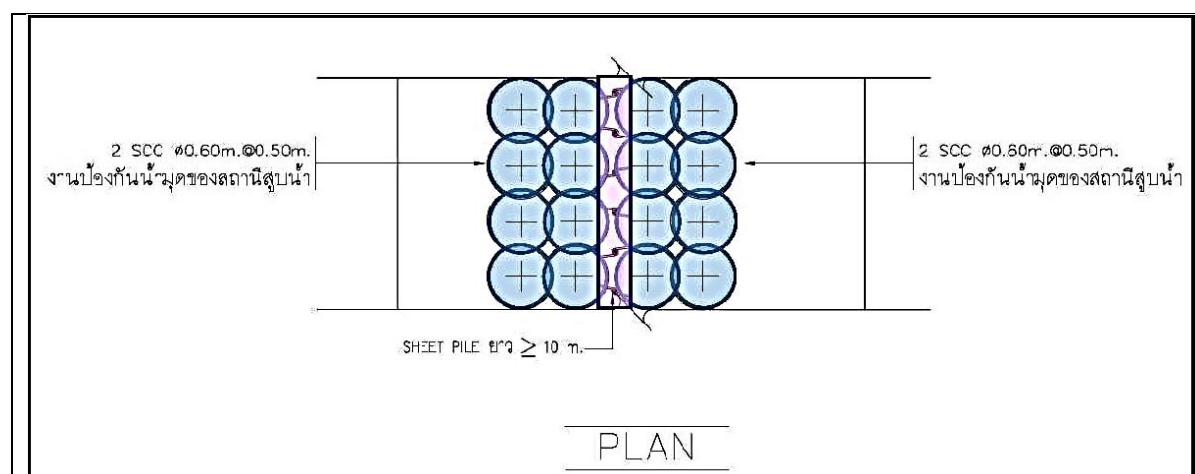 2 SCC Ø0.60m.@0.50m.
งานป้องกันน้ำมุดของสถานีสูบน้ำ
2 SCC Ø0.60m.@0.50m.
งานป้องกันน้ำมุดของสถานีสูบน้ำ
SHEET PILE ยาว ≥ 10 m.
PLAN